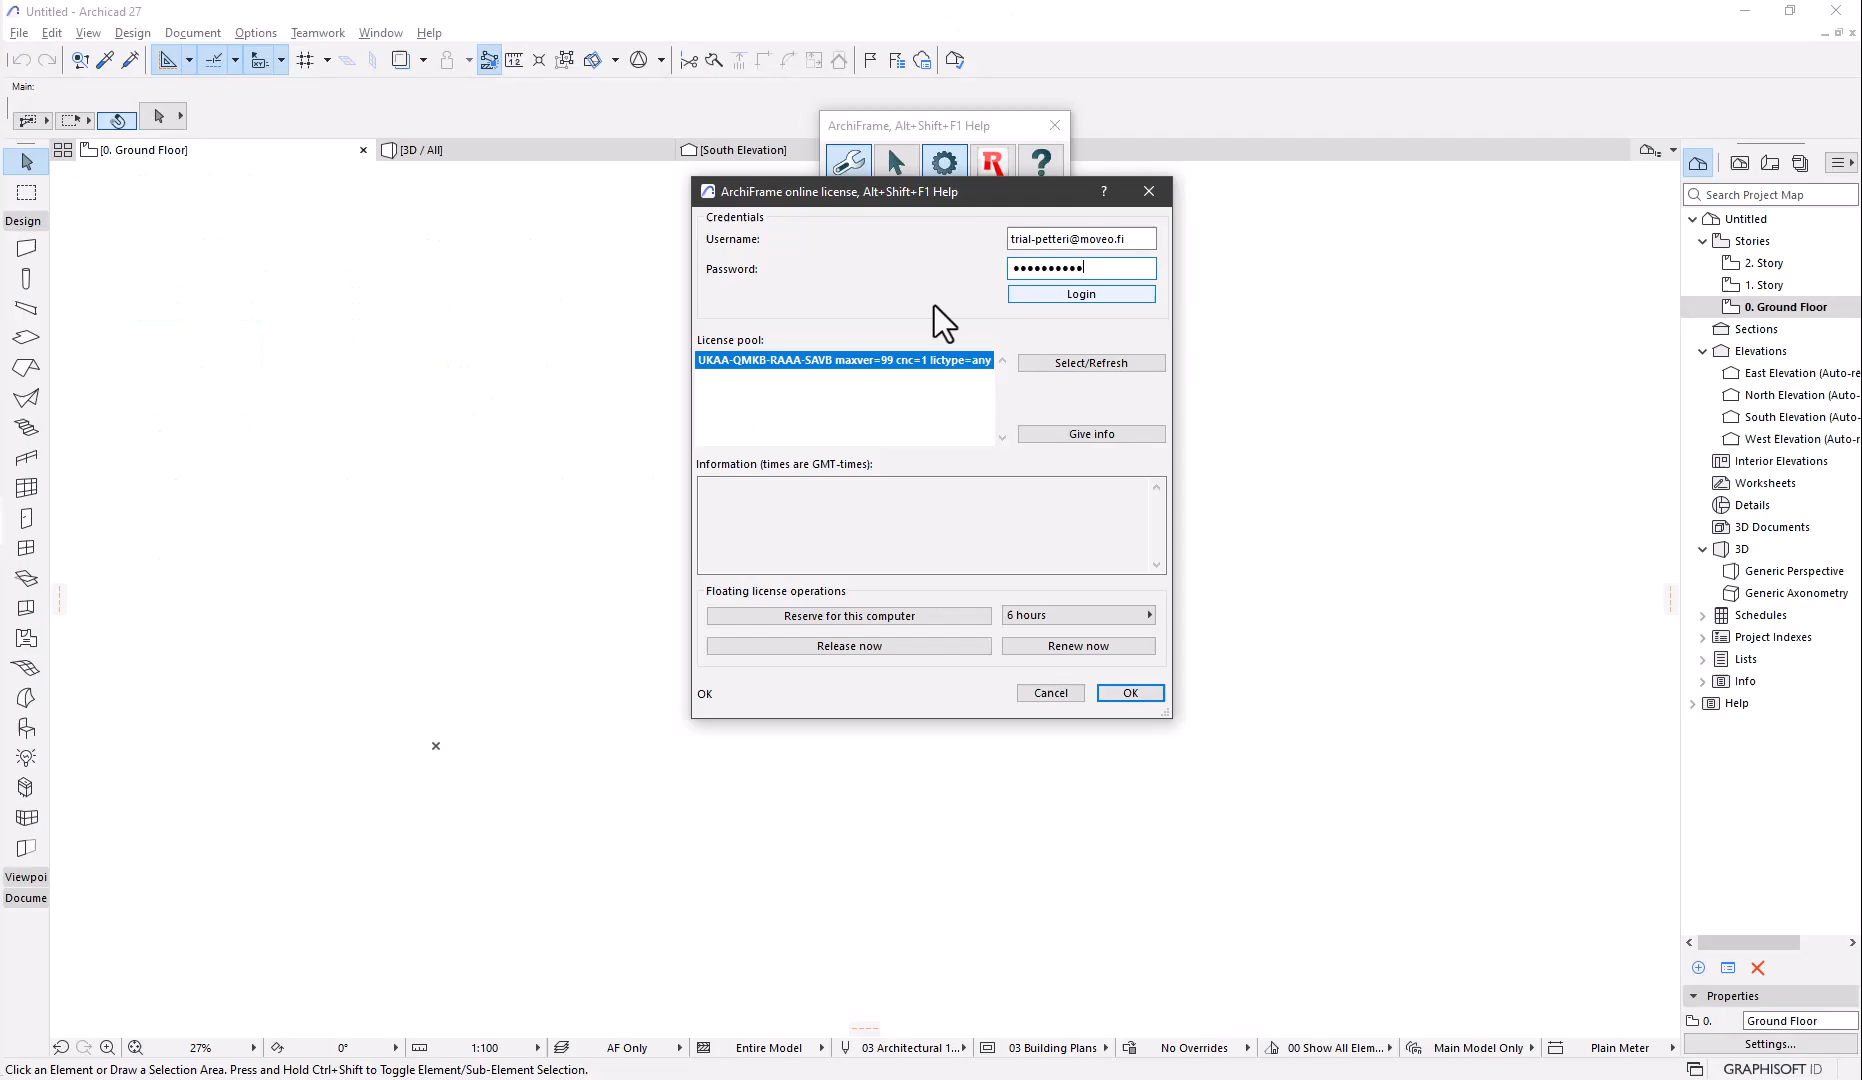 Untitled - Archicad 27
File Edit View Design Document Options Teamwork Window Help
Main:
ArchiFrame, Alt+Shift+F1 Help
[0. Ground Floor]
[3D / All]
[South Elevation]
ArchiFrame online license, Alt+Shift+F1 Help
Credentials
Username:
trial-petteri@moveo.fi
Password:
••••••••••
Login
License pool:
UKAA-QMKB-RAAA-SAVB maxver=99 cnc=1 lictype=any
Select/Refresh
Give info
Information (times are GMT-times):
Floating license operations
Reserve for this computer
6 hours
Release now
Renew now
OK
Cancel
OK
Design
Viewpoi
Docume
Search Project Map
Untitled
Stories
2. Story
1. Story
0. Ground Floor
Sections
Elevations
East Elevation (Auto-re
North Elevation (Auto-
South Elevation (Auto-
West Elevation (Auto-r
Interior Elevations
Worksheets
Details
3D Documents
3D
Generic Perspective
Generic Axonometry
Schedules
Project Indexes
Lists
Info
Help
Properties
0.
Ground Floor
Settings...
27%
0°
1:100
AF Only
Entire Model
03 Architectural 1...
03 Building Plans
No Overrides
00 Show All Elem...
Main Model Only
Plain Meter
Click an Element or Draw a Selection Area. Press and Hold Ctrl+Shift to Toggle Element/Sub-Element Selection.
GRAPHISOFT ID